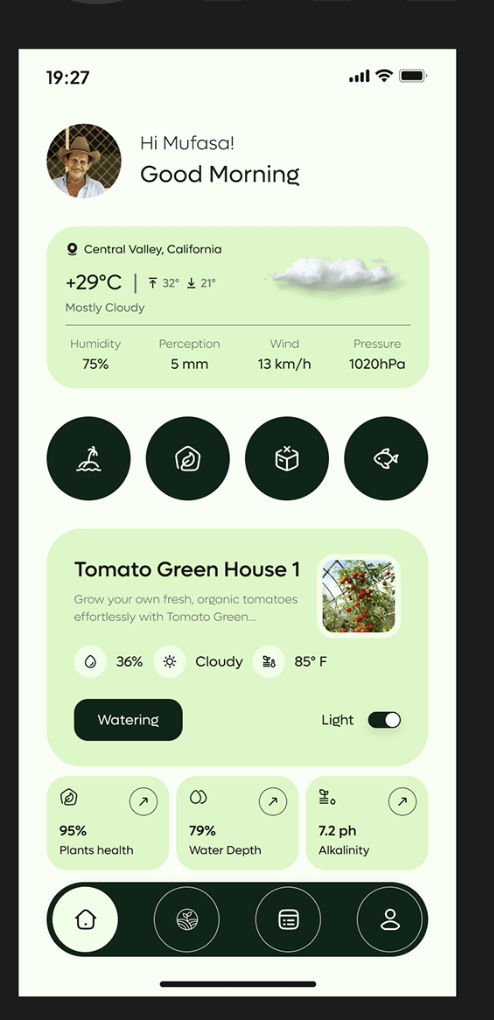 19:27
Hi Mufasa!
Good Morning
Central Valley, California
+29°C | 32° 21°
Mostly Cloudy
Humidity Perception Wind Pressure
75% 5 mm 13 km/h 1020hPa
Tomato Green House 1
Grow your own fresh, organic tomatoes
effortlessly with Tomato Green...
36% Cloudy 85° F
Watering Light
95% 79% 7.2 ph
Plants health Water Depth Alkalinity